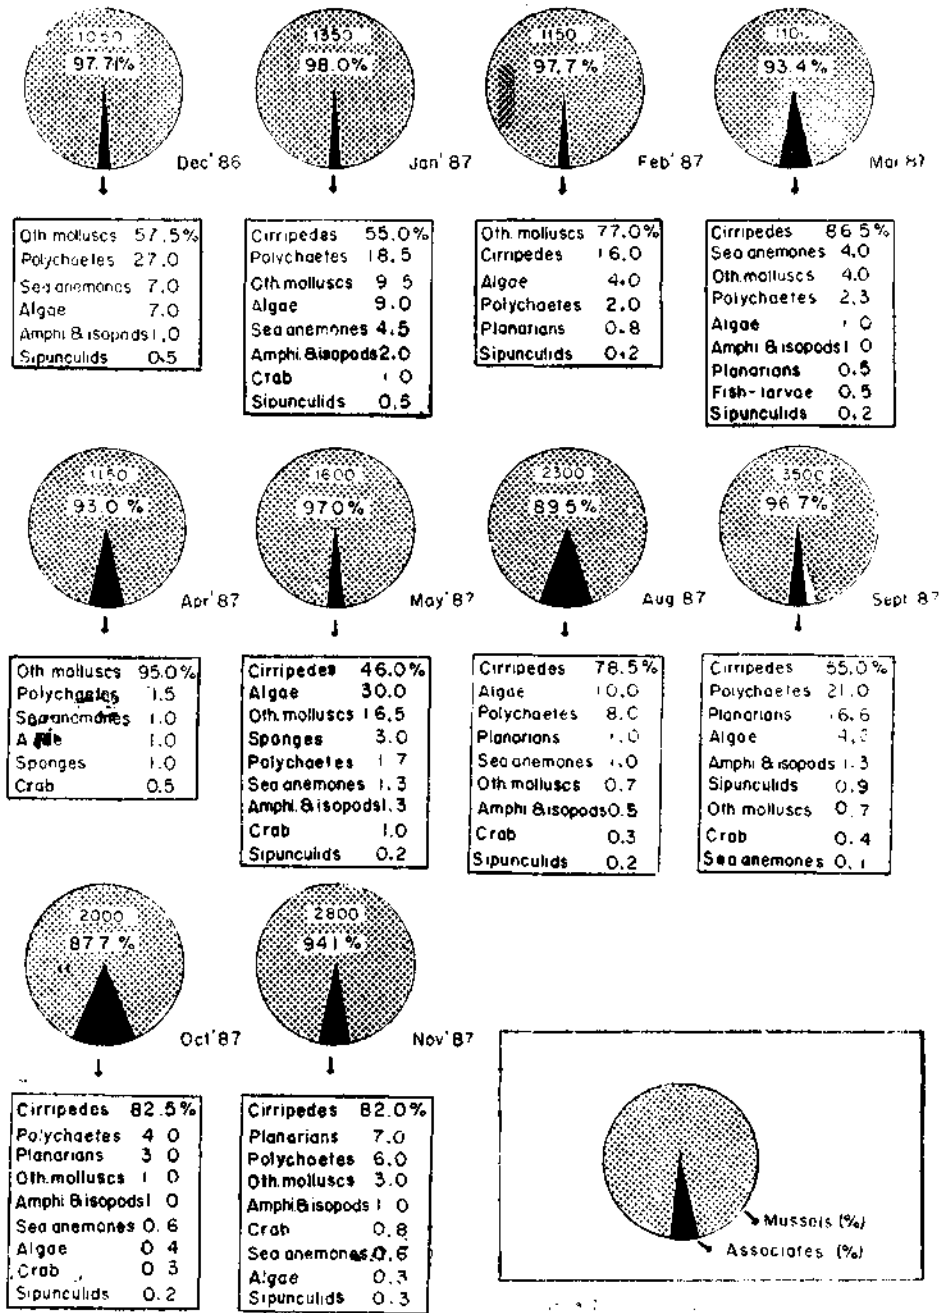 1350
1150
97.71%
98.0%
97.7%
93.4%
Dec' 86
Jan' 87
Feb' 87
Mar 87
Oth molluscs 57.5%
Polychaetes 27.0
Sea anemones 7.0
Algae 7.0
Amphi & isopods 1.0
Sipunculids 0.5
Cirripedes 55.0%
Polychaetes 18.5
Oth molluscs 9 5
Algae 9.0
Sea anemones 4.5
Amphi & isopods 2.0
Crab 1 0
Sipunculids 0.5
Oth. molluscs 77.0%
Cirripedes 16.0
Algae 4.0
Polychaetes 2.0
Planarians 0.8
Sipunculids 0.2
Cirripedes 86 5%
Sea anemones 4.0
Oth. molluscs 4.0
Polychaetes 2.3
Algae 1 0
Amphi & isopods 1 0
Planarians 0.5
Fish-larvae 0.5
Sipunculids 0.2
1150
1600
2300
3500
93.0 %
970 %
89.5%
96.7%
Apr' 87
May' 87
Aug 87
Sept 87
Oth molluscs 95.0%
Polychaetes
Sea anemones 1.0
1.0
Sponges 1.0
Crab 0.5
Cirripedes 46.0%
Algae 30.0
Oth. molluscs 16.5
Sponges 3.0
Polychaetes 1 7
Sea anemones 1.3
Amphi. & isopods 1.3
Crab 1.0
Sipunculids 0.2
Cirripedes 78.5%
Algae 10.0
Polychaetes 8.0
Planarians 1.0
Sea anemones 1.0
Oth molluscs 0.7
Amphi & isopods 0.5
Crab 0.3
Sipunculids 0.2
Cirripedes 55.0%
Polychaetes 21.0
Planarians 16.6
Algae
Amphi & isopods 1.3
Sipunculids 0.9
Oth molluscs 0.7
Crab 0.4
Sea anemones 0.1
2000
2800
87.7 %
941 %
Oct' 87
Nov' 87
Cirripedes 82.5%
Polychaetes 4 0
Planarians 3 0
Oth. molluscs 1 0
Amphi & isopods 1 0
Sea anemones 0.6
Algae 0 4
Crab 0 3
Sipunculids 0.2
Cirripedes 82.0%
Planarians 7.0
Polychaetes 6.0
Oth. molluscs 3.0
Amphi & isopods 1 0
Crab 0.8
Sea anemones 0.6
Algae 0.3
Sipunculids 0.3
Mussels (%)
Associates (%)